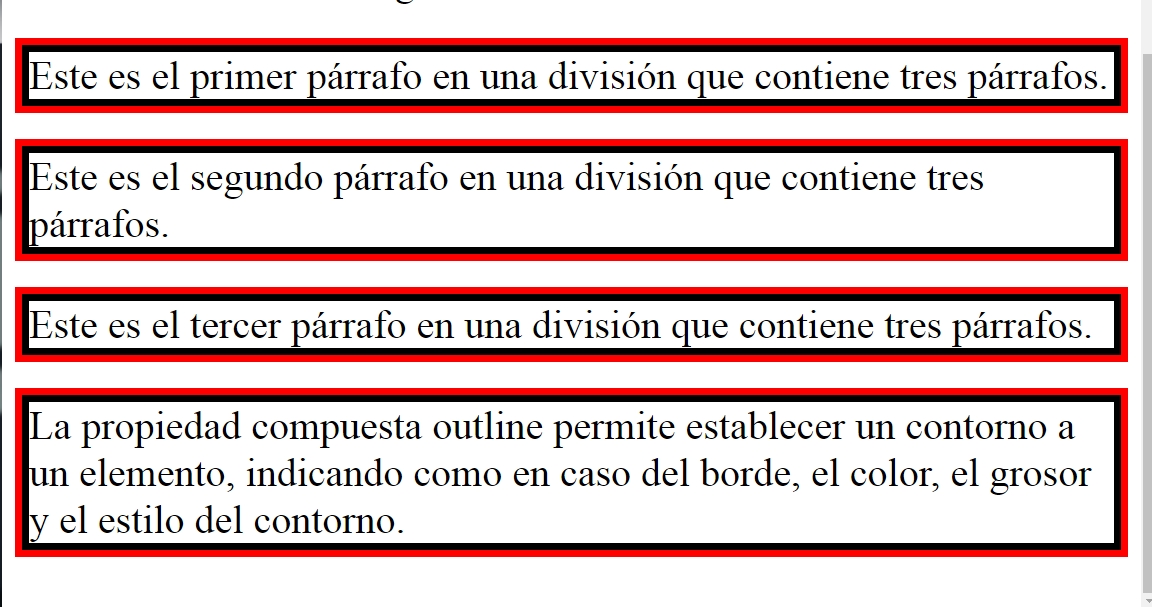 Este es el primer párrafo en una división que contiene tres párrafos.
Este es el segundo párrafo en una división que contiene tres
párrafos.
Este es el tercer párrafo en una división que contiene tres párrafos.
La propiedad compuesta outline permite establecer un contorno a
un elemento, indicando como en caso del borde, el color, el grosor
y el estilo del contorno.